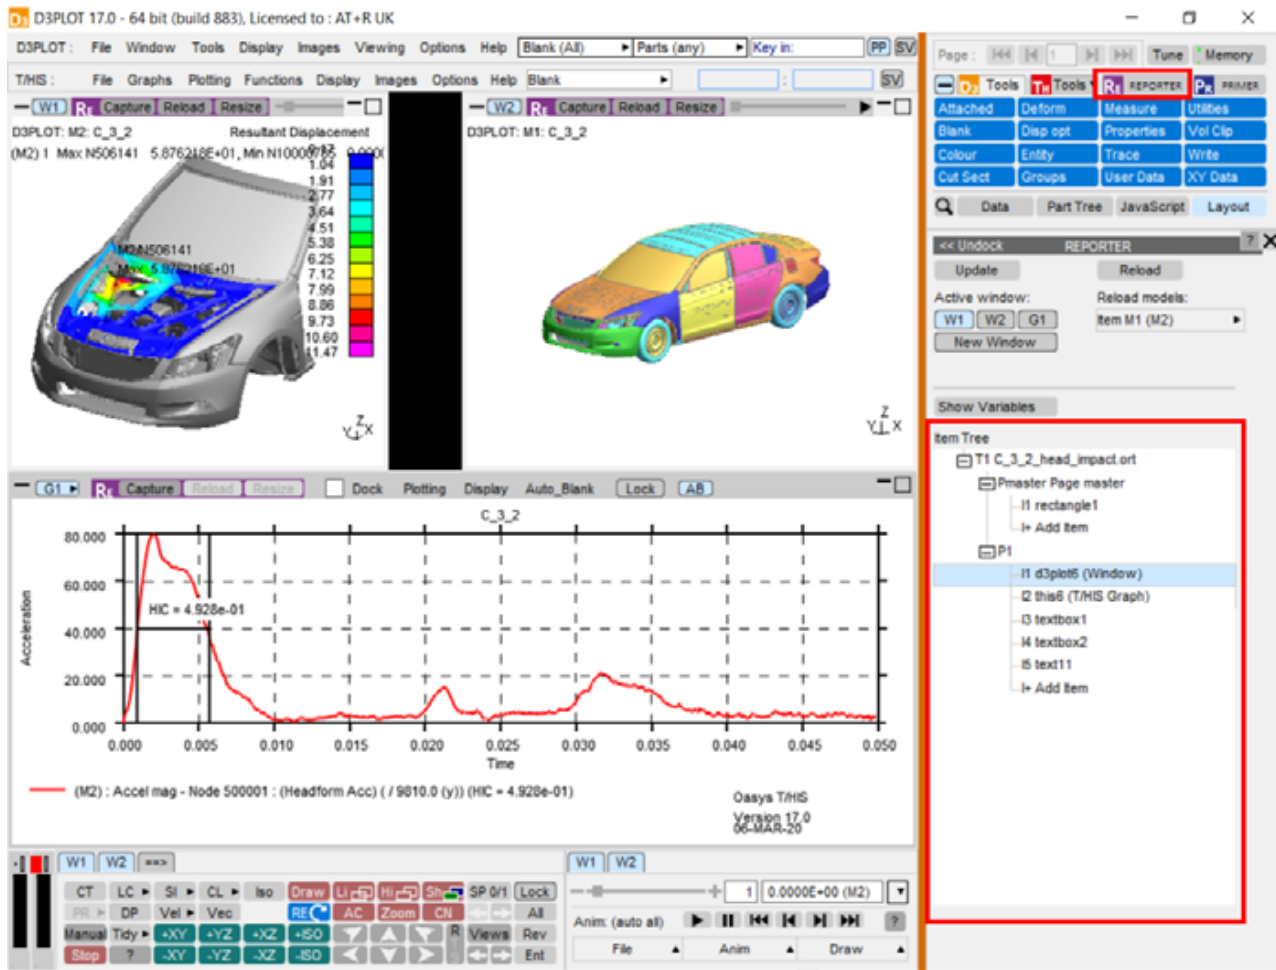 D3PLOT 17.0 - 64 bit (build 883), Licensed to : AT+R UK
D3PLOT : File Window Tools Display Images Viewing Options Help Blank (All) Parts (any) Key in: PP SV
T/HIS : File Graphs Plotting Functions Display Images Options Help Blank : SV
W1 RE Capture Reload Resize
D3PLOT: M2: C_3_2 Resultant Displacement
(M2) 1 Max N506141 5.876218E+01, Min N10000785
0.17
1.04
1.91
2.77
3.64
4.51
5.38
6.25
7.12
7.99
8.86
9.73
10.60
11.47
M2:N506141
Max 5.876218E+01
Z
Y X
W2 RE Capture Reload Resize
D3PLOT: M1: C_3_2
Z
Y X
G1 RE Capture Reload Resize Dock Plotting Display Auto_Blank Lock AB
C_3_2
80.000
60.000
40.000
20.000
0.000
Acceleration
HIC = 4.928e-01
0.000 0.005 0.010 0.015 0.020 0.025 0.030 0.035 0.040 0.045 0.050
Time
(M2) : Accel mag - Node 500001 : (Headform Acc) ( / 9810.0 (y)) (HIC = 4.928e-01)
Oasys T/HIS
Version 17.0
06-MAR-20
W1 W2 ==>
CT LC SI CL Iso Draw Li Hi Sh SP 0/1 Lock
PR DP Vel Vec RE AC Zoom CN All
Manual Tidy +XY +YZ +XZ +ISO Views Rev
Stop ? -XY -YZ -XZ -ISO Ent
W1 W2
1 0.0000E+00 (M2)
Anim: (auto all) ?
File Anim Draw
Page : 1 Tune Memory
D3 Tools TH Tools RE REPORTER PR PRIMER
Attached Deform Measure Utilities
Blank Disp opt Properties Vol Clip
Colour Entity Trace Write
Cut Sect Groups User Data XY Data
Data Part Tree JavaScript Layout
<< Undock REPORTER ? X
Update Reload
Active window: Reload models:
W1 W2 G1 Item M1 (M2)
New Window
Show Variables
Item Tree
T1 C_3_2_head_impact.ort
Pmaster Page master
I1 rectangle1
I+ Add Item
P1
I1 d3plot6 (Window)
I2 this6 (T/HIS Graph)
I3 textbox1
I4 textbox2
I5 text11
I+ Add Item